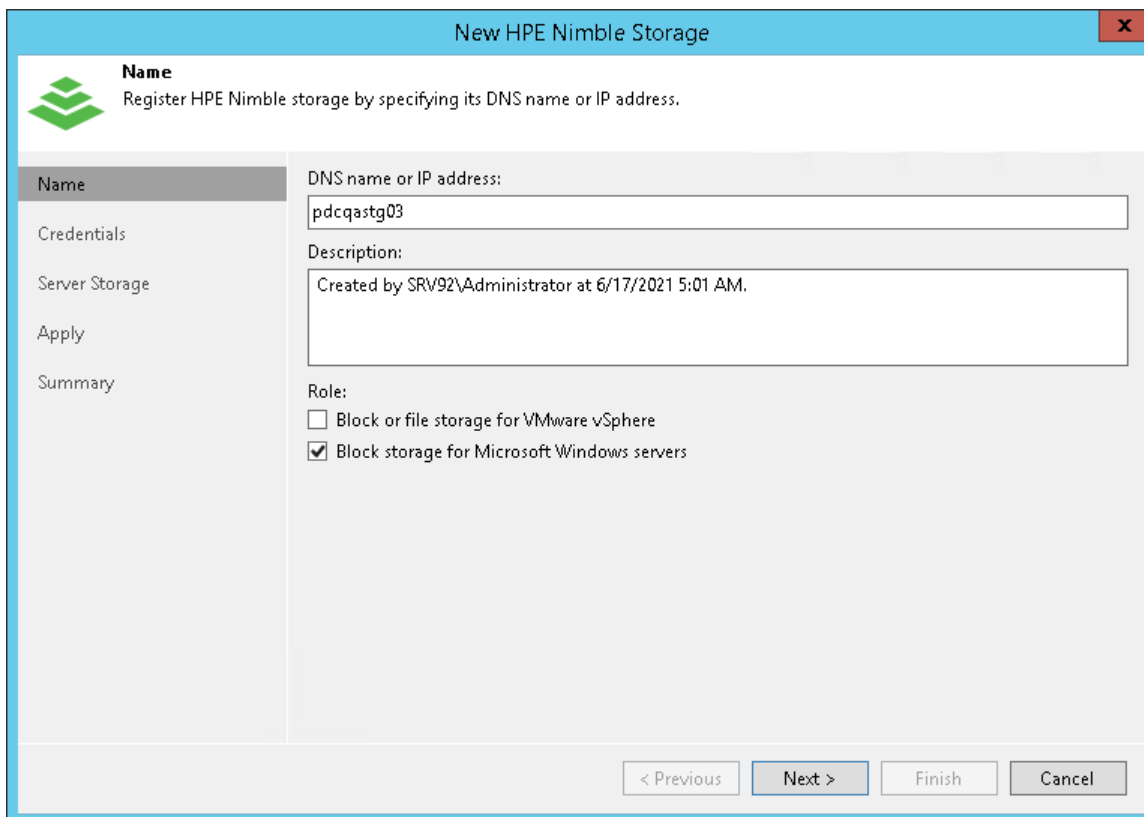 New HPE Nimble Storage
x
Name
Register HPE Nimble storage by specifying its DNS name or IP address.
Name
Credentials
Server Storage
Apply
Summary
DNS name or IP address:
pdcqastg03
Description:
Created by SRV92\Administrator at 6/17/2021 5:01 AM.
Role:
Block or file storage for VMware vSphere
Block storage for Microsoft Windows servers
< Previous
Next >
Finish
Cancel